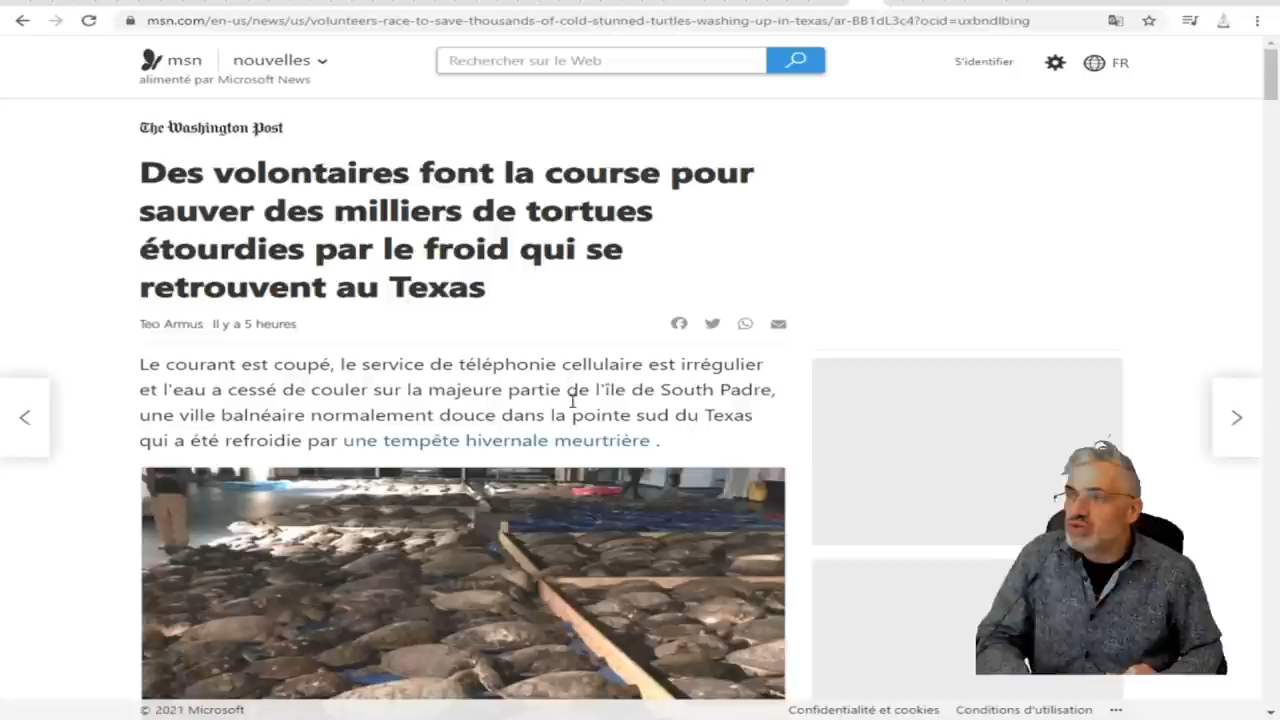 msn.com/en-us/news/us/volunteers-race-to-save-thousands-of-cold-stunned-turtles-washing-up-in-texas/ar-BB1dL3c4?ocid=uxbndlbing
msn nouvelles
alimenté par Microsoft News
Rechercher sur le Web
S'identifier
FR
The Washington Post
Des volontaires font la course pour
sauver des milliers de tortues
étourdies par le froid qui se
retrouvent au Texas
Teo Armus Il y a 5 heures
Le courant est coupé, le service de téléphonie cellulaire est irrégulier
et l'eau a cessé de couler sur la majeure partie de l'île de South Padre,
une ville balnéaire normalement douce dans la pointe sud du Texas
qui a été refroidie par une tempête hivernale meurtrière .
© 2021 Microsoft
Confidentialité et cookies Conditions d'utilisation ...